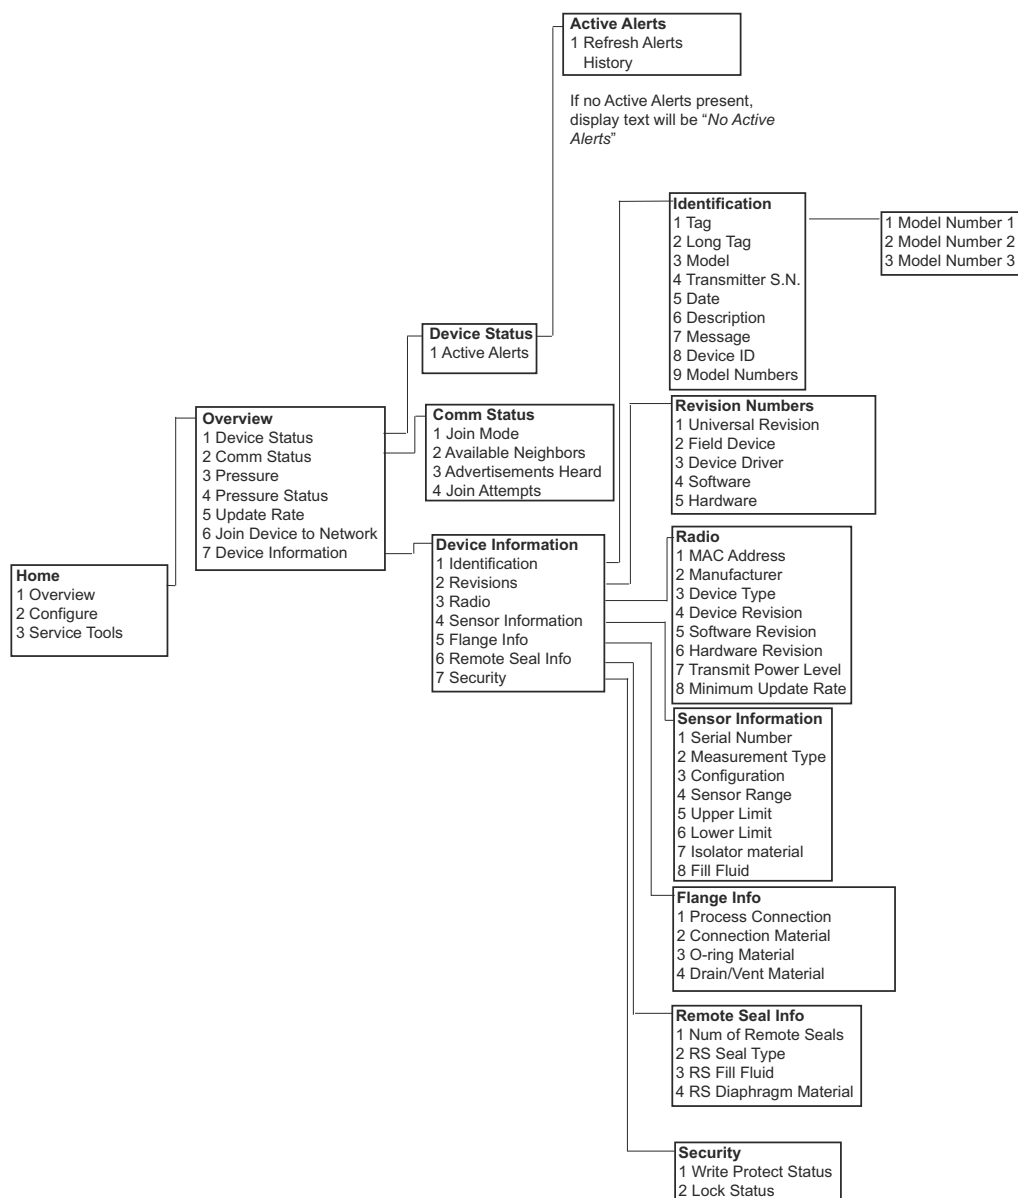 Active Alerts
1 Refresh Alerts
History
If no Active Alerts present,
display text will be “No Active
Alerts”
Identification
1 Tag
2 Long Tag
3 Model
4 Transmitter S.N.
5 Date
6 Description
7 Message
8 Device ID
9 Model Numbers
1 Model Number 1
2 Model Number 2
3 Model Number 3
Device Status
1 Active Alerts
Overview
1 Device Status
2 Comm Status
3 Pressure
4 Pressure Status
5 Update Rate
6 Join Device to Network
7 Device Information
Comm Status
1 Join Mode
2 Available Neighbors
3 Advertisements Heard
4 Join Attempts
Revision Numbers
1 Universal Revision
2 Field Device
3 Device Driver
4 Software
5 Hardware
Home
1 Overview
2 Configure
3 Service Tools
Device Information
1 Identification
2 Revisions
3 Radio
4 Sensor Information
5 Flange Info
6 Remote Seal Info
7 Security
Radio
1 MAC Address
2 Manufacturer
3 Device Type
4 Device Revision
5 Software Revision
6 Hardware Revision
7 Transmit Power Level
8 Minimum Update Rate
Sensor Information
1 Serial Number
2 Measurement Type
3 Configuration
4 Sensor Range
5 Upper Limit
6 Lower Limit
7 Isolator material
8 Fill Fluid
Flange Info
1 Process Connection
2 Connection Material
3 O-ring Material
4 Drain/Vent Material
Remote Seal Info
1 Num of Remote Seals
2 RS Seal Type
3 RS Fill Fluid
4 RS Diaphragm Material
Security
1 Write Protect Status
2 Lock Status